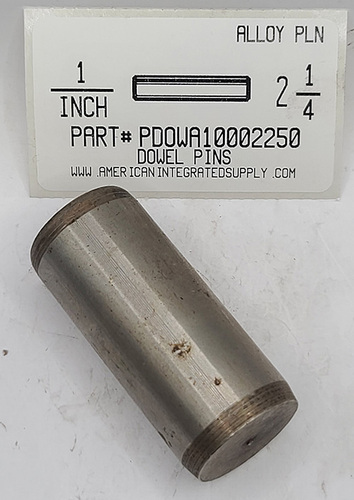 ALLOY PLN
1
INCH
2 1/4
PART# PDOWA10002250
DOWEL PINS
WWW.AMERICANINTEGRATEDSUPPLY.COM